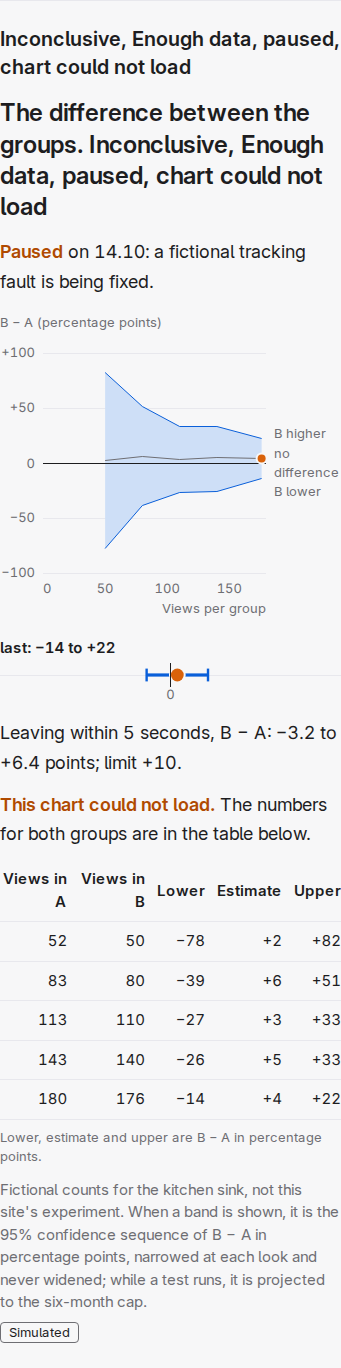 Inconclusive, Enough data, paused,
chart could not load
The difference between the
groups. Inconclusive, Enough
data, paused, chart could not
load
Paused on 14.10: a fictional tracking
fault is being fixed.
B − A (percentage points)
+100
+50
0
−50
−100
B higher
no
difference
B lower
0 50 100 150
Views per group
last: −14 to +22
0
Leaving within 5 seconds, B − A: −3.2 to
+6.4 points; limit +10.
This chart could not load. The numbers
for both groups are in the table below.
Views in A Views in B Lower Estimate Upper
52 50 −78 +2 +82
83 80 −39 +6 +51
113 110 −27 +3 +33
143 140 −26 +5 +33
180 176 −14 +4 +22
Lower, estimate and upper are B − A in percentage
points.
Fictional counts for the kitchen sink, not this
site's experiment. When a band is shown, it is the
95% confidence sequence of B − A in
percentage points, narrowed at each look and
never widened; while a test runs, it is projected
to the six-month cap.
Simulated